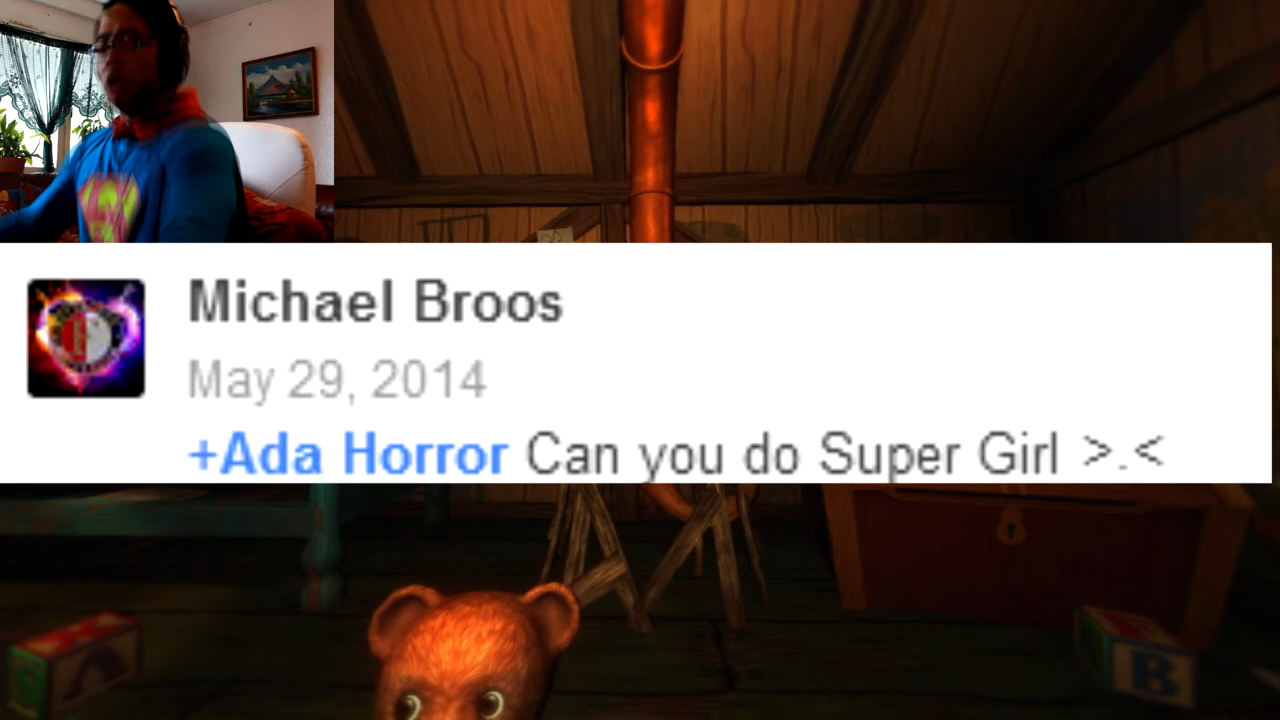 Michael Broos
May 29, 2014
+Ada Horror Can you do Super Girl >.<
B